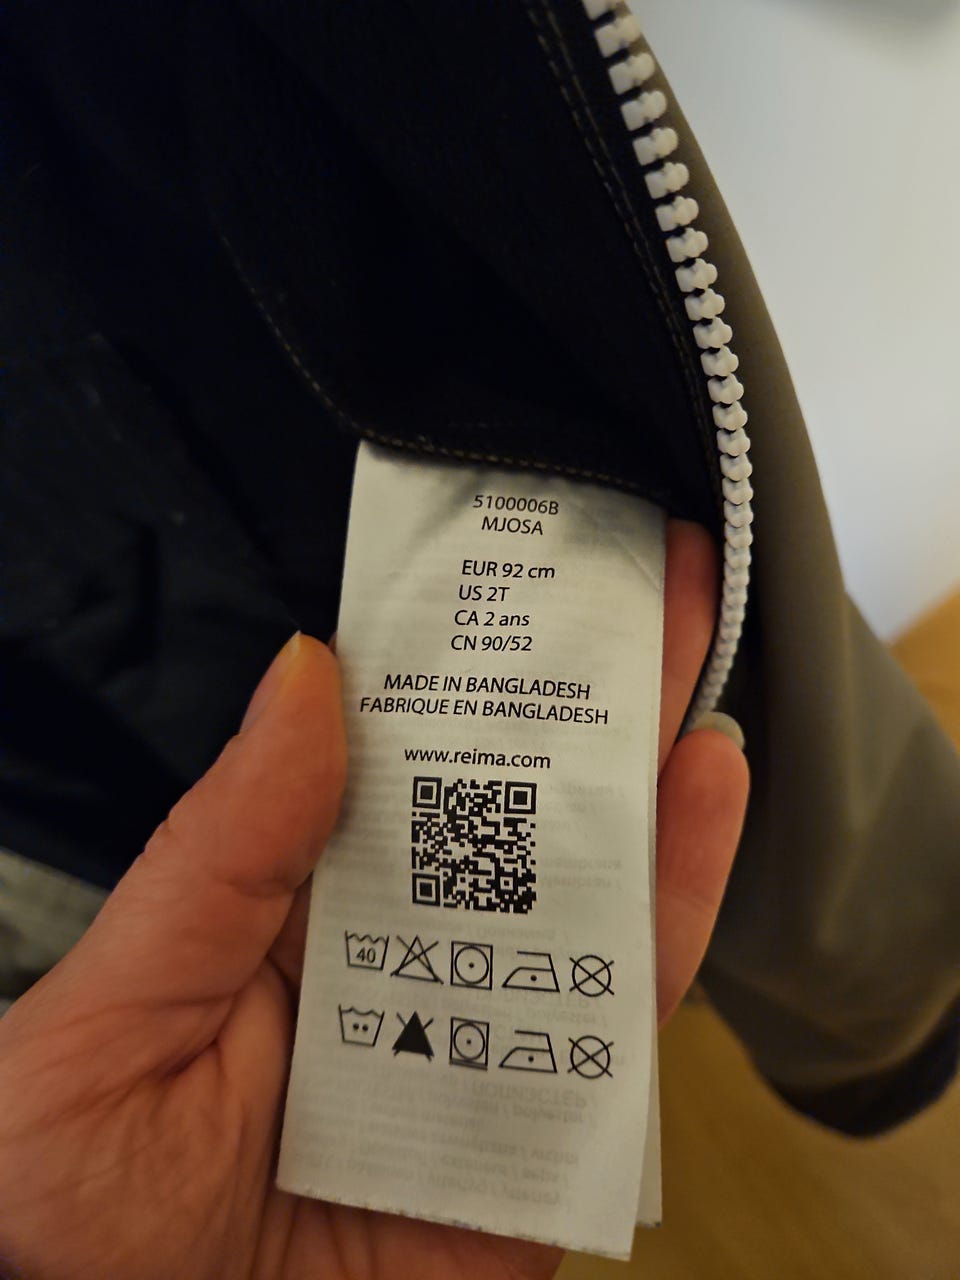 5100006B
MJOSA
EUR 92 cm
US 2T
CA 2 ans
CN 90/52
MADE IN BANGLADESH
FABRIQUE EN BANGLADESH
www.reima.com
40